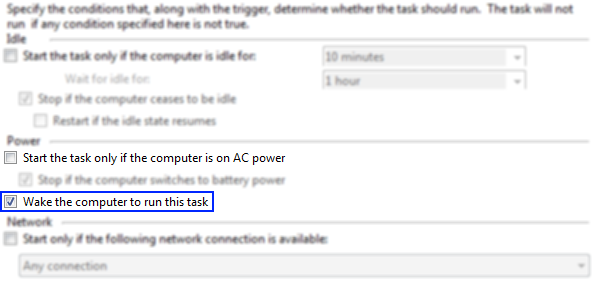 Specify the conditions that, along with the trigger, determine whether the task should run. The task will not
run if any condition specified here is not true.
Idle
Start the task only if the computer is idle for: 10 minutes
Wait for idle for: 1 hour
Stop if the computer ceases to be idle
Restart if the idle state resumes
Power
Start the task only if the computer is on AC power
Stop if the computer switches to battery power
Wake the computer to run this task
Network
Start only if the following network connection is available:
Any connection